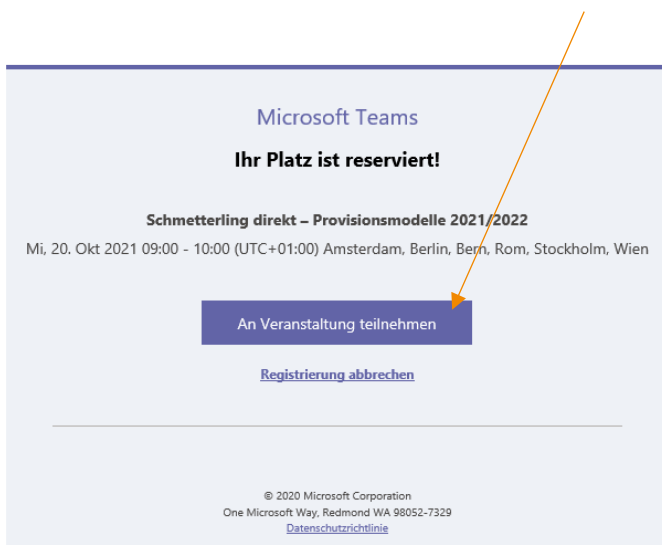 Microsoft Teams
Ihr Platz ist reserviert!
Schmetterling direkt – Provisionsmodelle 2021/2022
Mi, 20. Okt 2021 09:00 - 10:00 (UTC+01:00) Amsterdam, Berlin, Bern, Rom, Stockholm, Wien
An Veranstaltung teilnehmen
Registrierung abbrechen
© 2020 Microsoft Corporation
One Microsoft Way, Redmond WA 98052-7329
Datenschutzrichtlinie